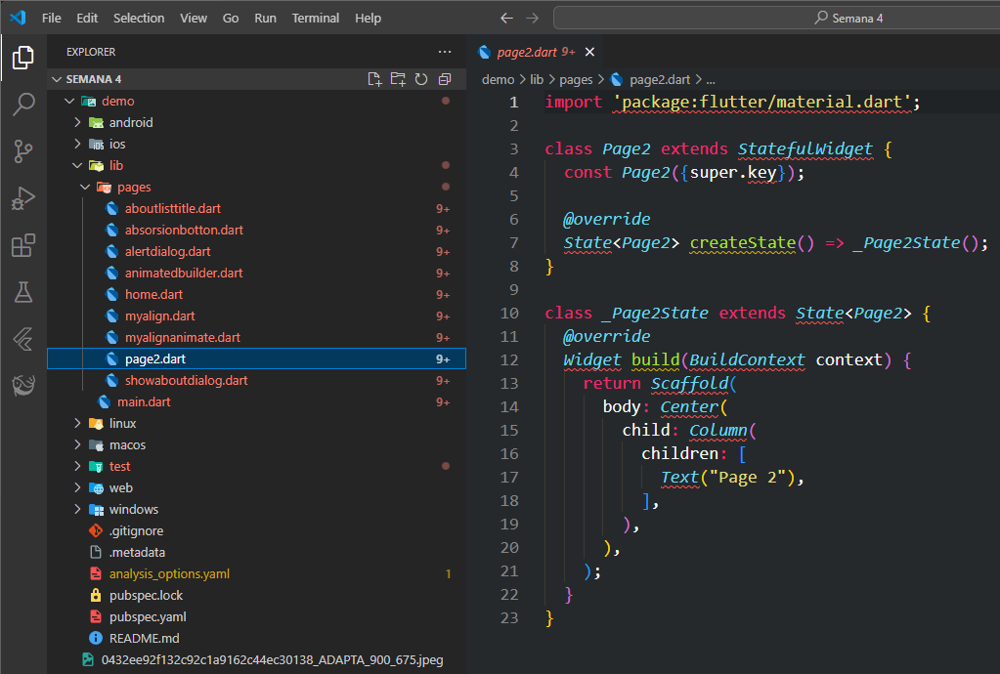 File Edit Selection View Go Run Terminal Help
Semana 4
EXPLORER
SEMANA 4
demo
android
ios
lib
pages
aboutlisttitle.dart 9+
absorsionbotton.dart 9+
alertdialog.dart 9+
animatedbuilder.dart 9+
home.dart 9+
myalign.dart 9+
myalignanimate.dart 9+
page2.dart 9+
showaboutdialog.dart 9+
main.dart 9+
linux
macos
test
web
windows
.gitignore
.metadata
analysis_options.yaml 1
pubspec.lock
pubspec.yaml
README.md
0432ee92f132c92c1a9162c44ec30138_ADAPTA_900_675.jpeg
page2.dart 9+
demo > lib > pages > page2.dart > ...
1 import 'package:flutter/material.dart';
2
3 class Page2 extends StatefulWidget {
4 const Page2({super.key});
5
6 @override
7 State<Page2> createState() => _Page2State();
8 }
9
10 class _Page2State extends State<Page2> {
11 @override
12 Widget build(BuildContext context) {
13 return Scaffold(
14 body: Center(
15 child: Column(
16 children: [
17 Text("Page 2"),
18 ],
19 ),
20 ),
21 );
22 }
23 }